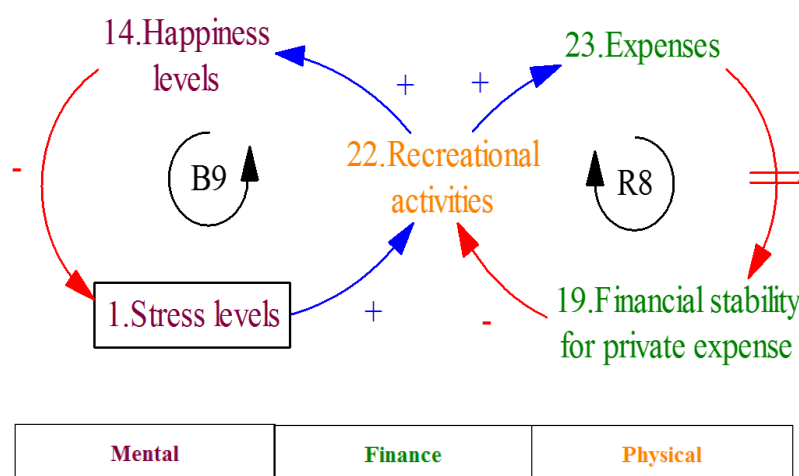 14.Happiness
levels
23.Expenses
+
+
-
B9
22.Recreational
activities
R8
1.Stress levels
+
-
19.Financial stability
for private expense
Mental
Finance
Physical